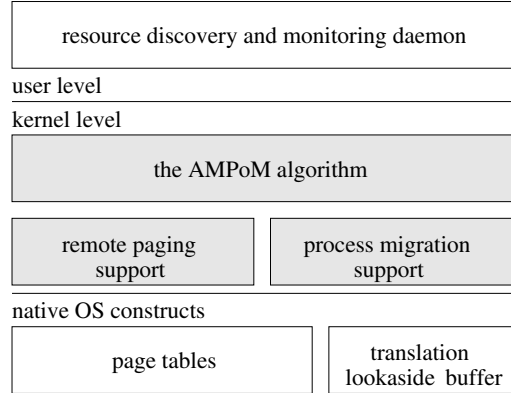 resource discovery and monitoring daemon
user level
kernel level
the AMPoM algorithm
remote paging
support
process migration
support
native OS constructs
page tables
translation
lookaside buffer